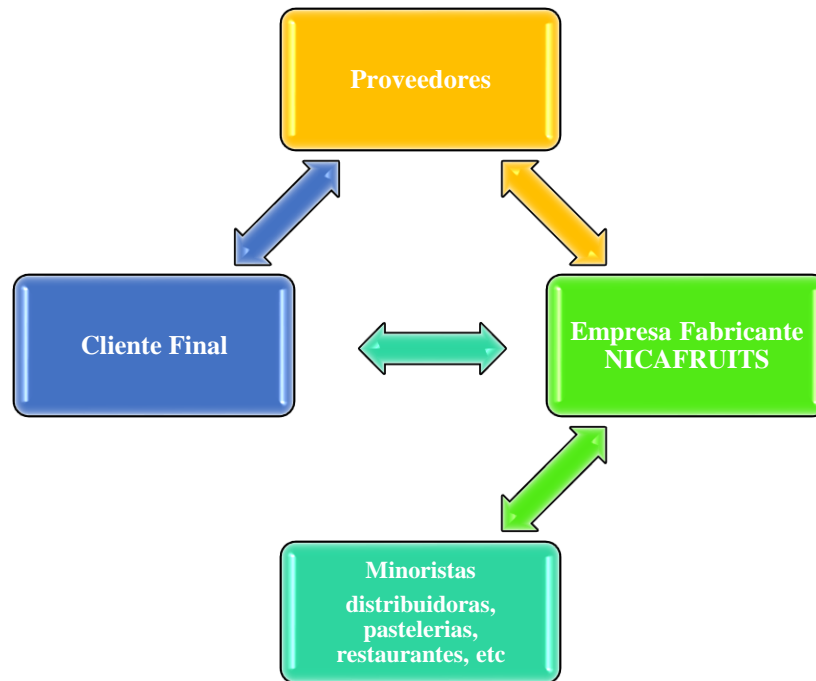 Proveedores
Cliente Final
Empresa Fabricante
NICAFRUITS
Minoristas
distribuidoras,
pastelerias,
restaurantes, etc